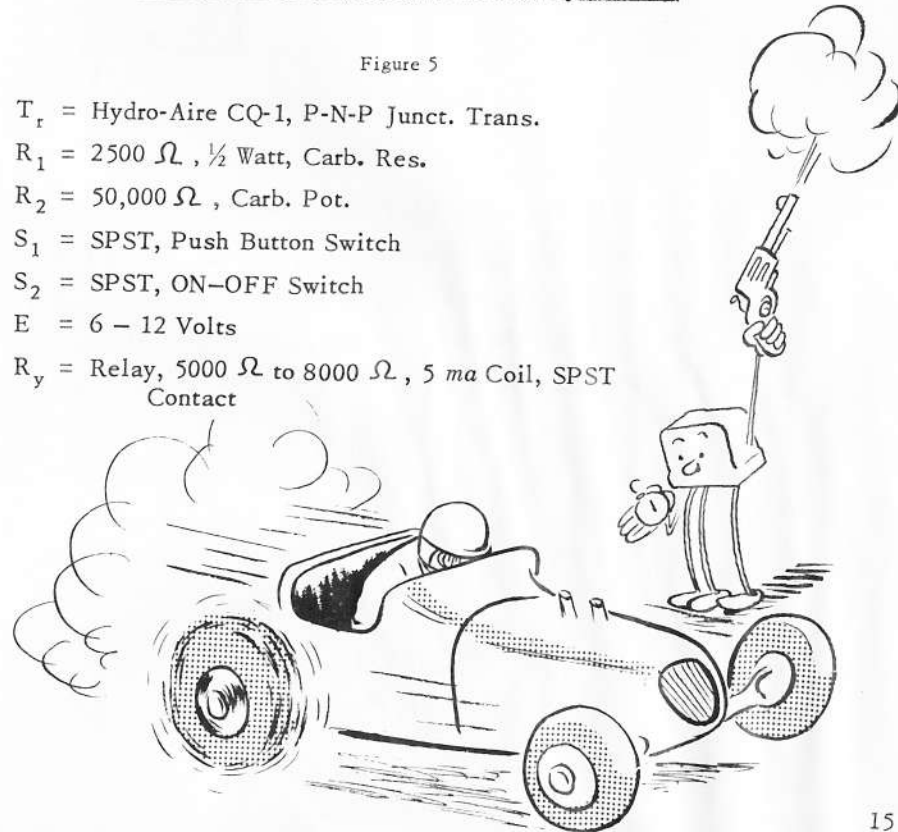 Figure 5
T_r = Hydro-Aire CQ-1, P-N-P Junct. Trans.
R_1 = 2500 Ω, ½ Watt, Carb. Res.
R_2 = 50,000 Ω, Carb. Pot.
S_1 = SPST, Push Button Switch
S_2 = SPST, ON–OFF Switch
E = 6 – 12 Volts
R_y = Relay, 5000 Ω to 8000 Ω, 5 ma Coil, SPST
Contact
15